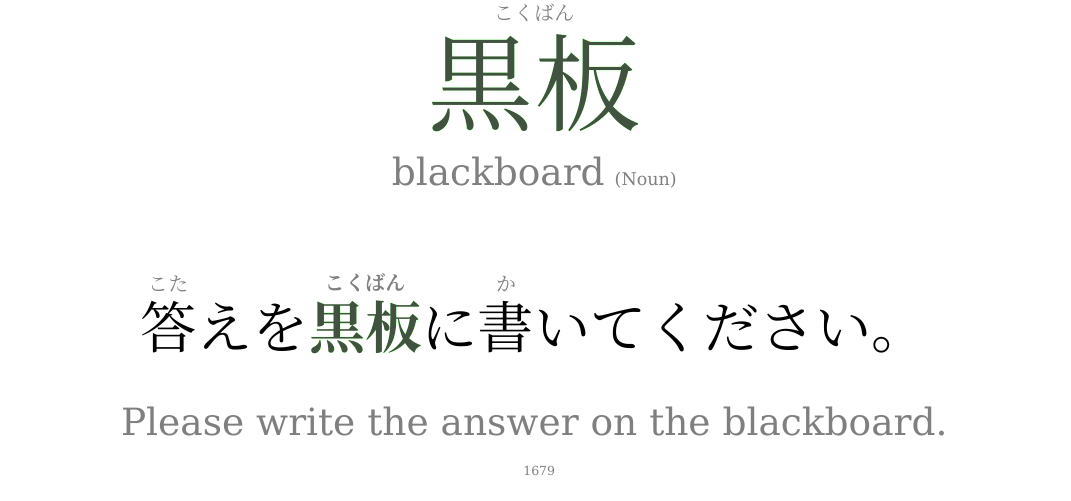 こくばん
黒板
blackboard (Noun)
こた こくばん か
答えを黒板に書いてください。
Please write the answer on the blackboard.
1679